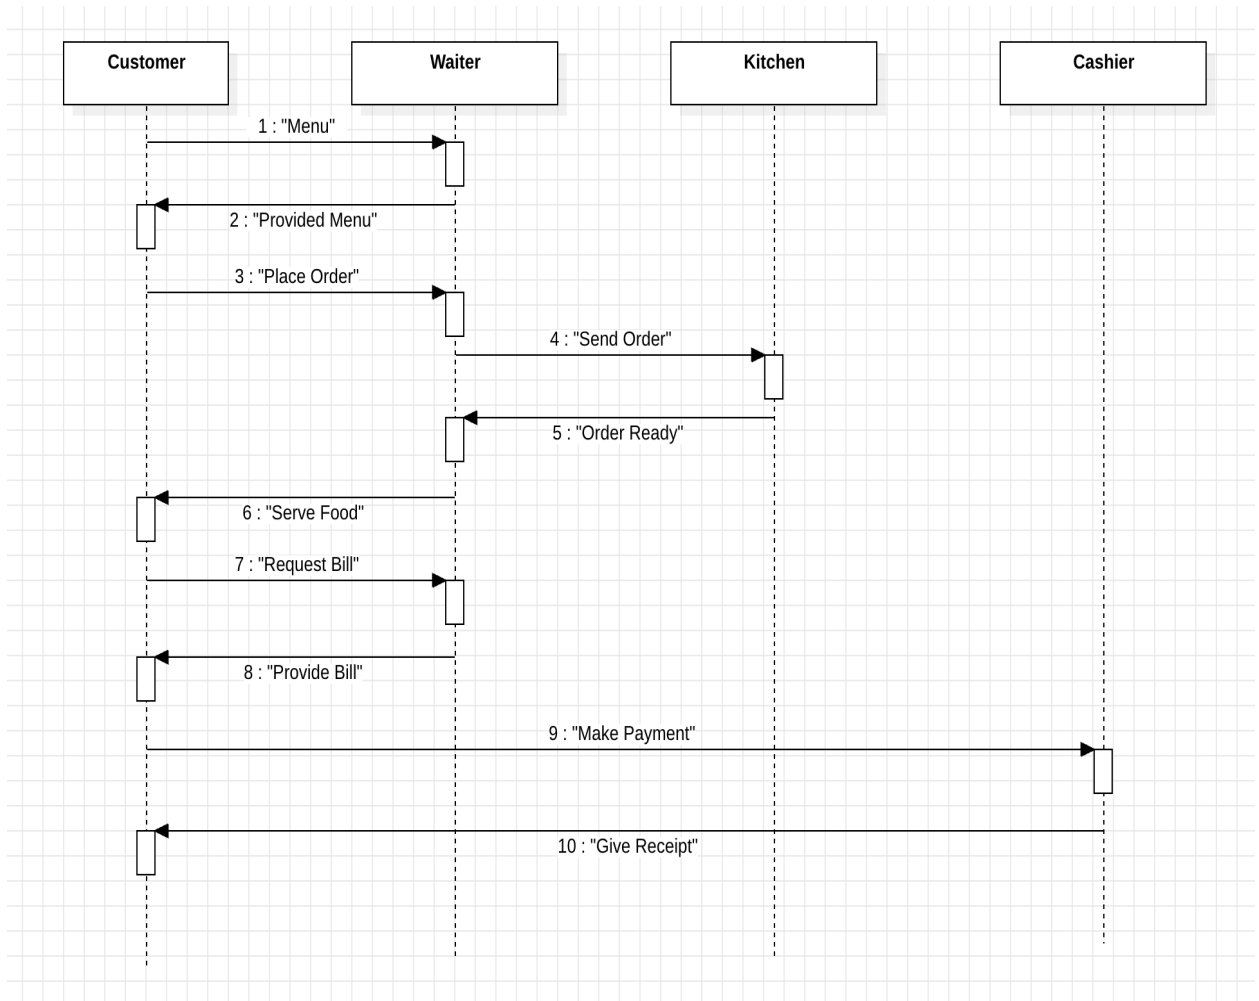 Customer
Waiter
Kitchen
Cashier
1 : "Menu"
2 : "Provided Menu"
3 : "Place Order"
4 : "Send Order"
5 : "Order Ready"
6 : "Serve Food"
7 : "Request Bill"
8 : "Provide Bill"
9 : "Make Payment"
10 : "Give Receipt"